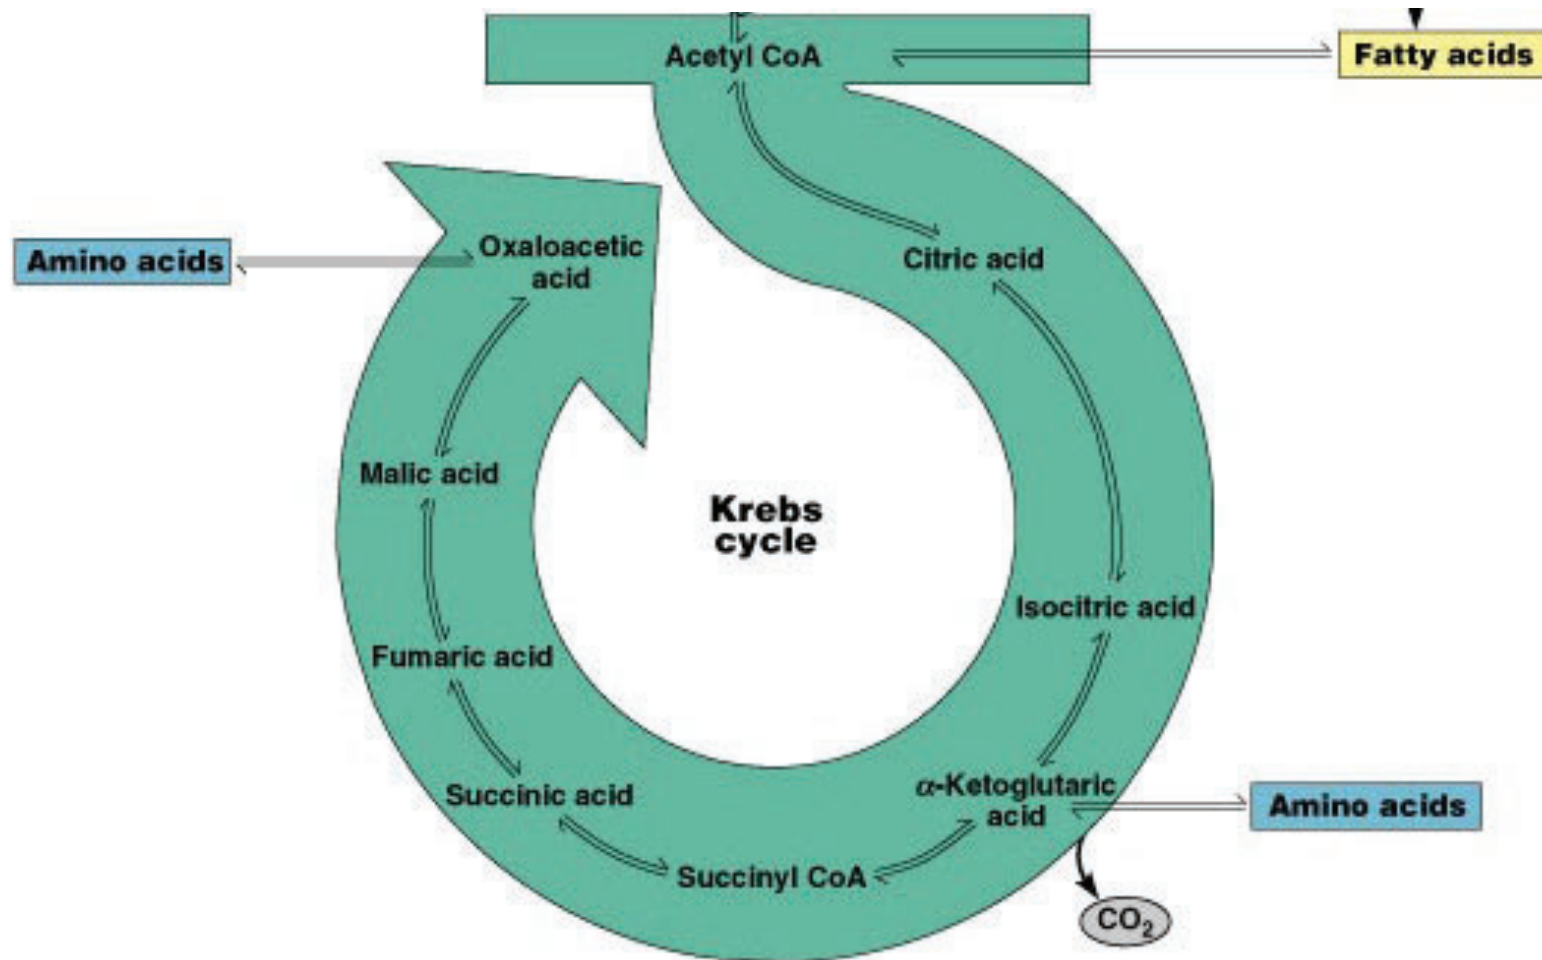 Acetyl CoA
Fatty acids
Amino acids
Oxaloacetic
acid
Citric acid
Malic acid
Krebs
cycle
Isocitric acid
Fumaric acid
Succinic acid
α-Ketoglutaric
acid
Amino acids
Succinyl CoA
CO₂